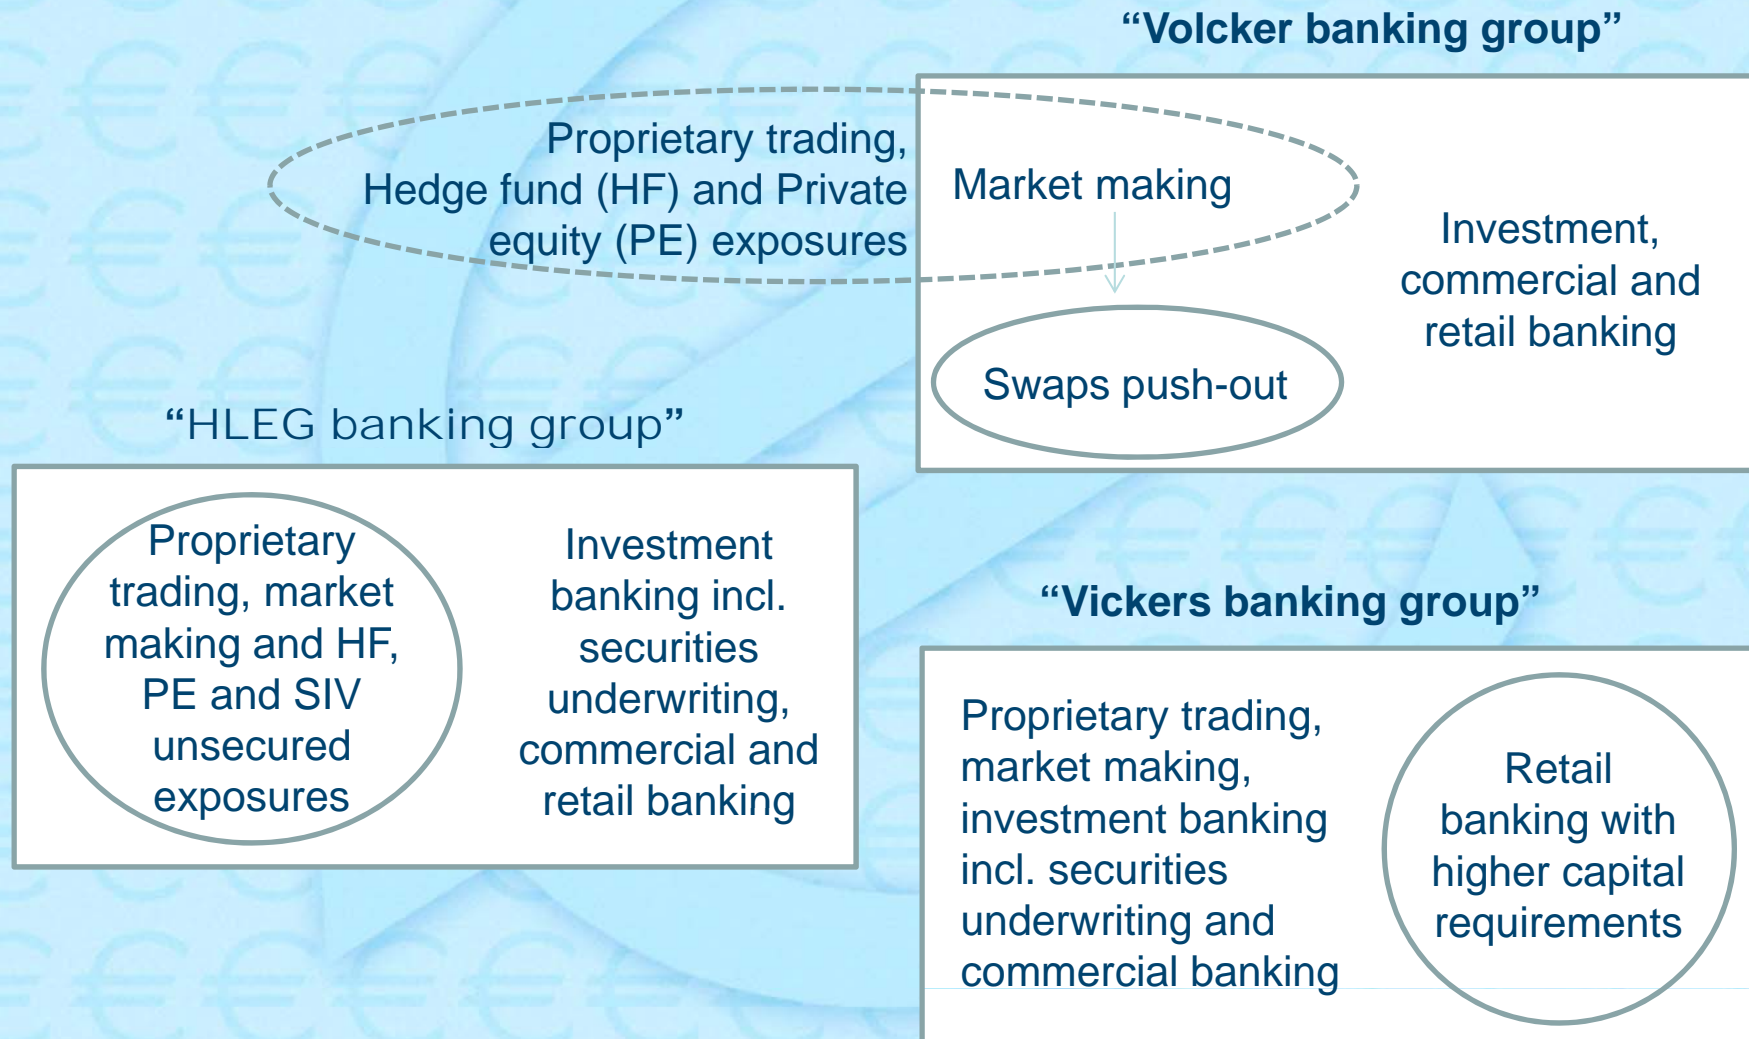 “Volcker banking group”
Proprietary trading,
Hedge fund (HF) and Private
equity (PE) exposures
Market making
Swaps push-out
Investment,
commercial and
retail banking
“HLEG banking group”
Proprietary
trading, market
making and HF,
PE and SIV
unsecured
exposures
Investment
banking incl.
securities
underwriting,
commercial and
retail banking
“Vickers banking group”
Proprietary trading,
market making,
investment banking
incl. securities
underwriting and
commercial banking
Retail
banking with
higher capital
requirements